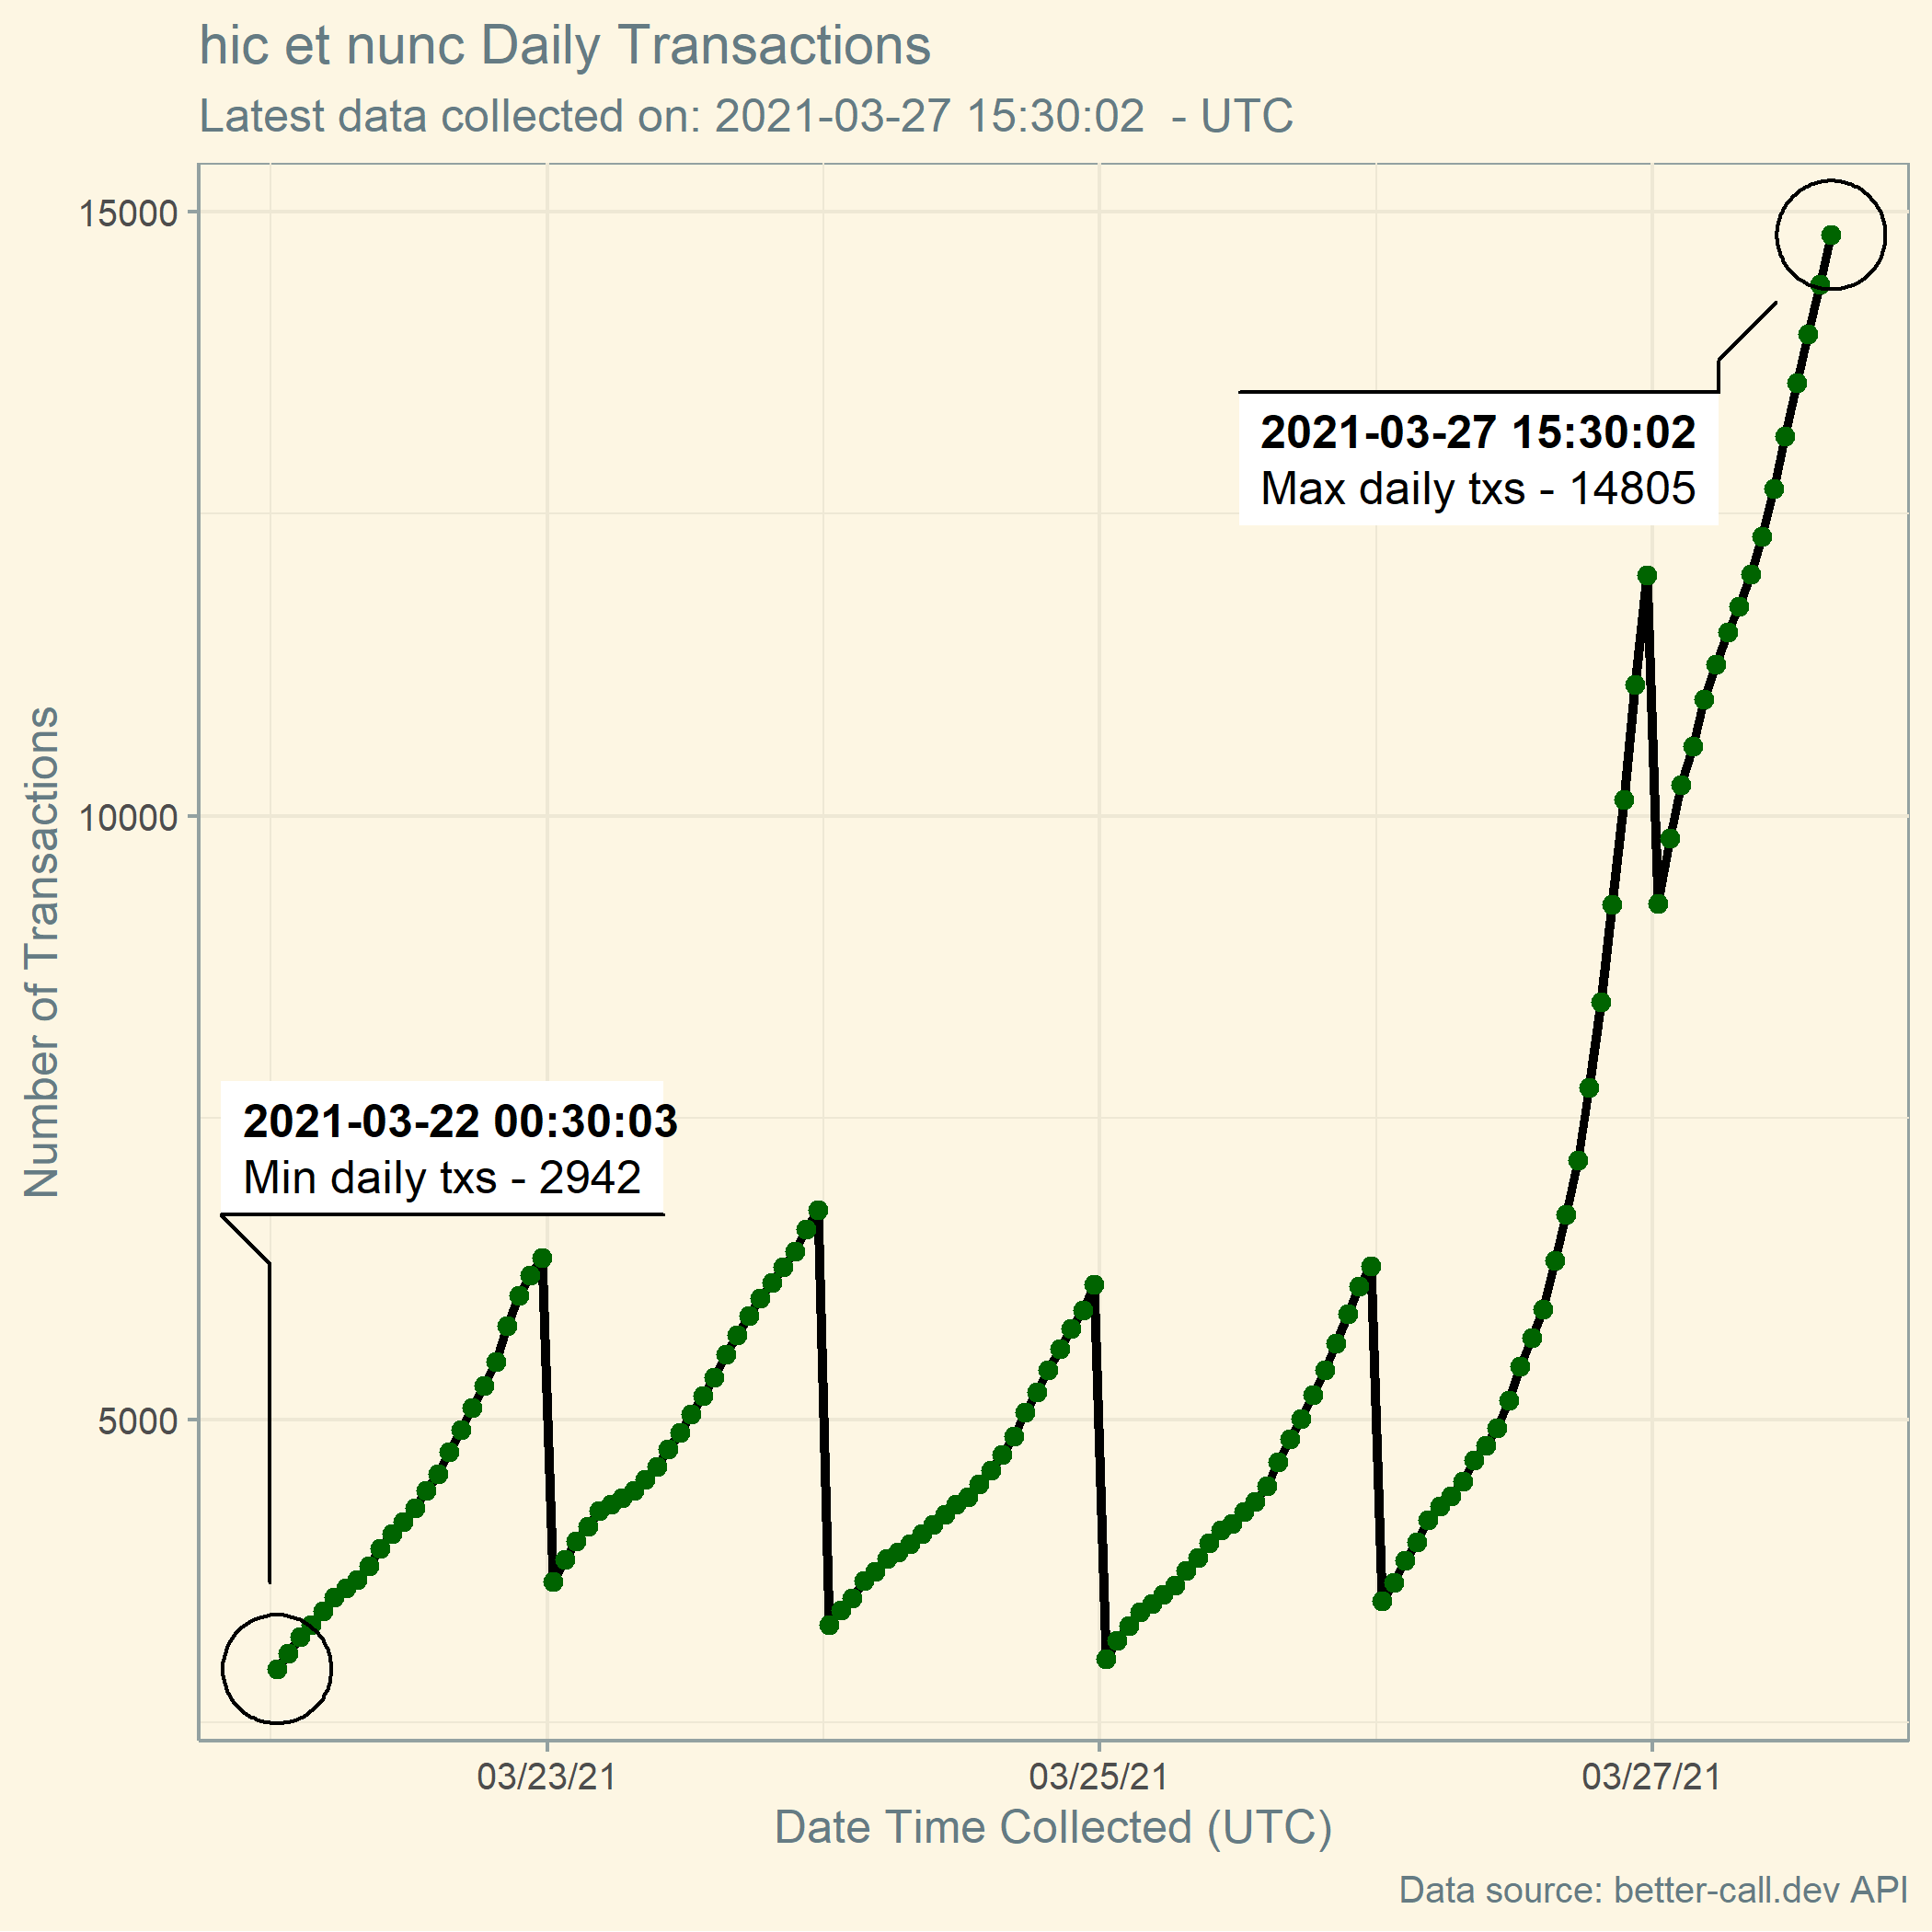 hic et nunc Daily Transactions
Latest data collected on: 2021-03-27 15:30:02  - UTC
15000
2021-03-27 15:30:02
Max daily txs - 14805
10000
Number of Transactions
2021-03-22 00:30:03
Min daily txs - 2942
5000
03/23/21
03/25/21
03/27/21
Date Time Collected (UTC)
Data source: better-call.dev API